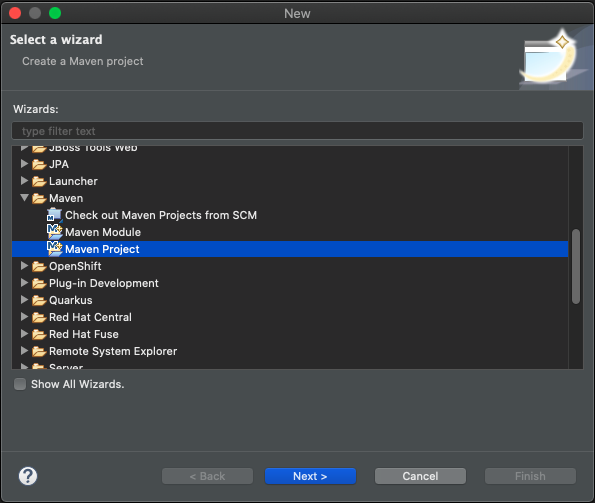 New
Select a wizard
Create a Maven project
Wizards:
type filter text
JBoss Tools Web
JPA
Launcher
Maven
Check out Maven Projects from SCM
Maven Module
Maven Project
OpenShift
Plug-in Development
Quarkus
Red Hat Central
Red Hat Fuse
Remote System Explorer
Server
Show All Wizards.
? < Back Next > Cancel Finish